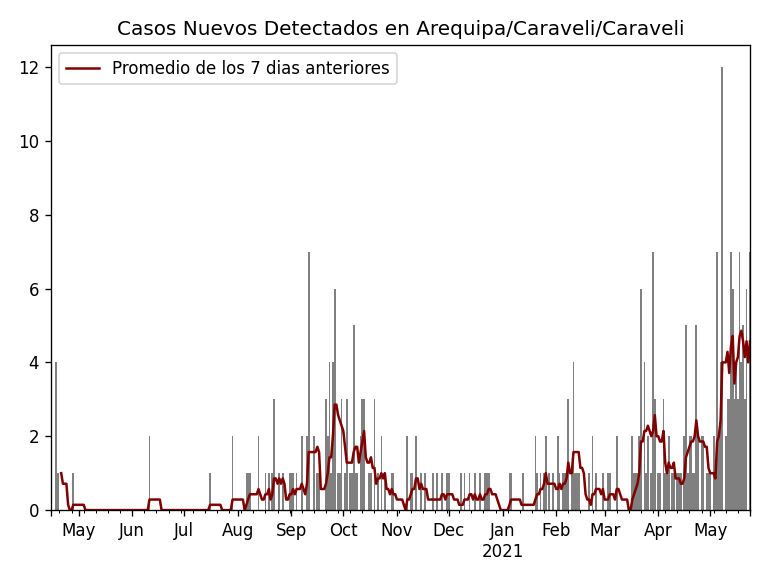 Casos Nuevos Detectados en Arequipa/Caraveli/Caraveli
Promedio de los 7 dias anteriores
12
10
8
6
4
2
0
May Jun Jul Aug Sep Oct Nov Dec Jan Feb Mar Apr May
2021